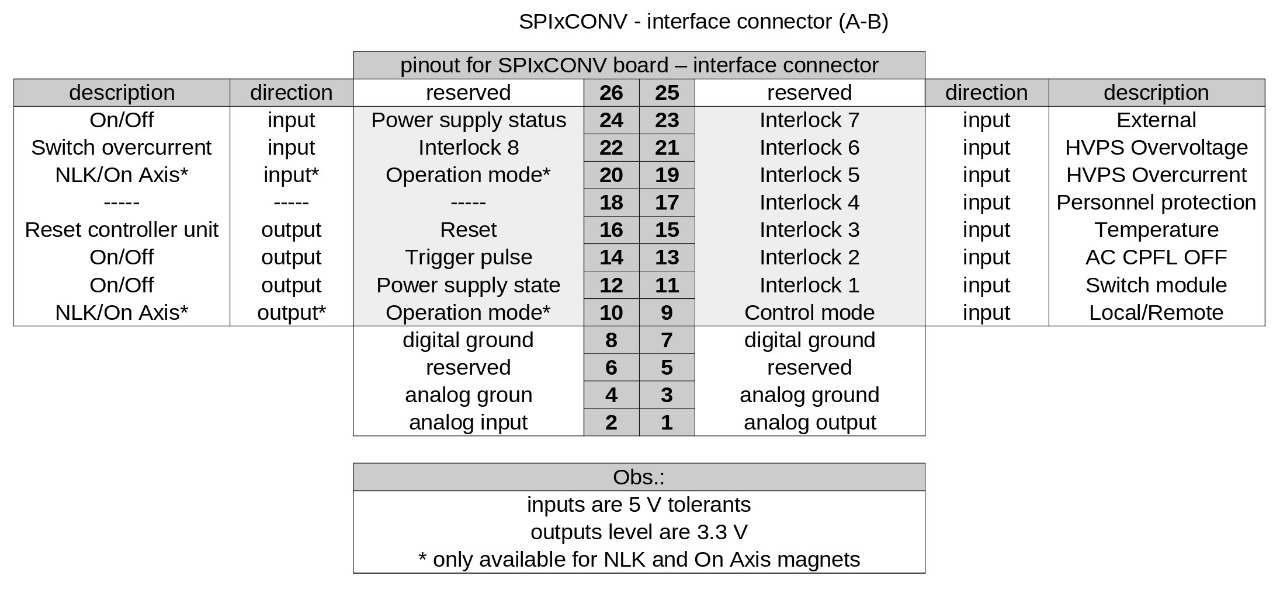 SPIxCONV - interface connector (A-B)
pinout for SPIxCONV board – interface connector
description direction reserved 26 25 reserved direction description
On/Off input Power supply status 24 23 Interlock 7 input External
Switch overcurrent input Interlock 8 22 21 Interlock 6 input HVPS Overvoltage
NLK/On Axis* input* Operation mode* 20 19 Interlock 5 input HVPS Overcurrent
----- ----- ----- 18 17 Interlock 4 input Personnel protection
Reset controller unit output Reset 16 15 Interlock 3 input Temperature
On/Off output Trigger pulse 14 13 Interlock 2 input AC CPFL OFF
On/Off output Power supply state 12 11 Interlock 1 input Switch module
NLK/On Axis* output* Operation mode* 10 9 Control mode input Local/Remote
digital ground 8 7 digital ground
reserved 6 5 reserved
analog groun 4 3 analog ground
analog input 2 1 analog output
Obs.:
inputs are 5 V tolerants
outputs level are 3.3 V
* only available for NLK and On Axis magnets